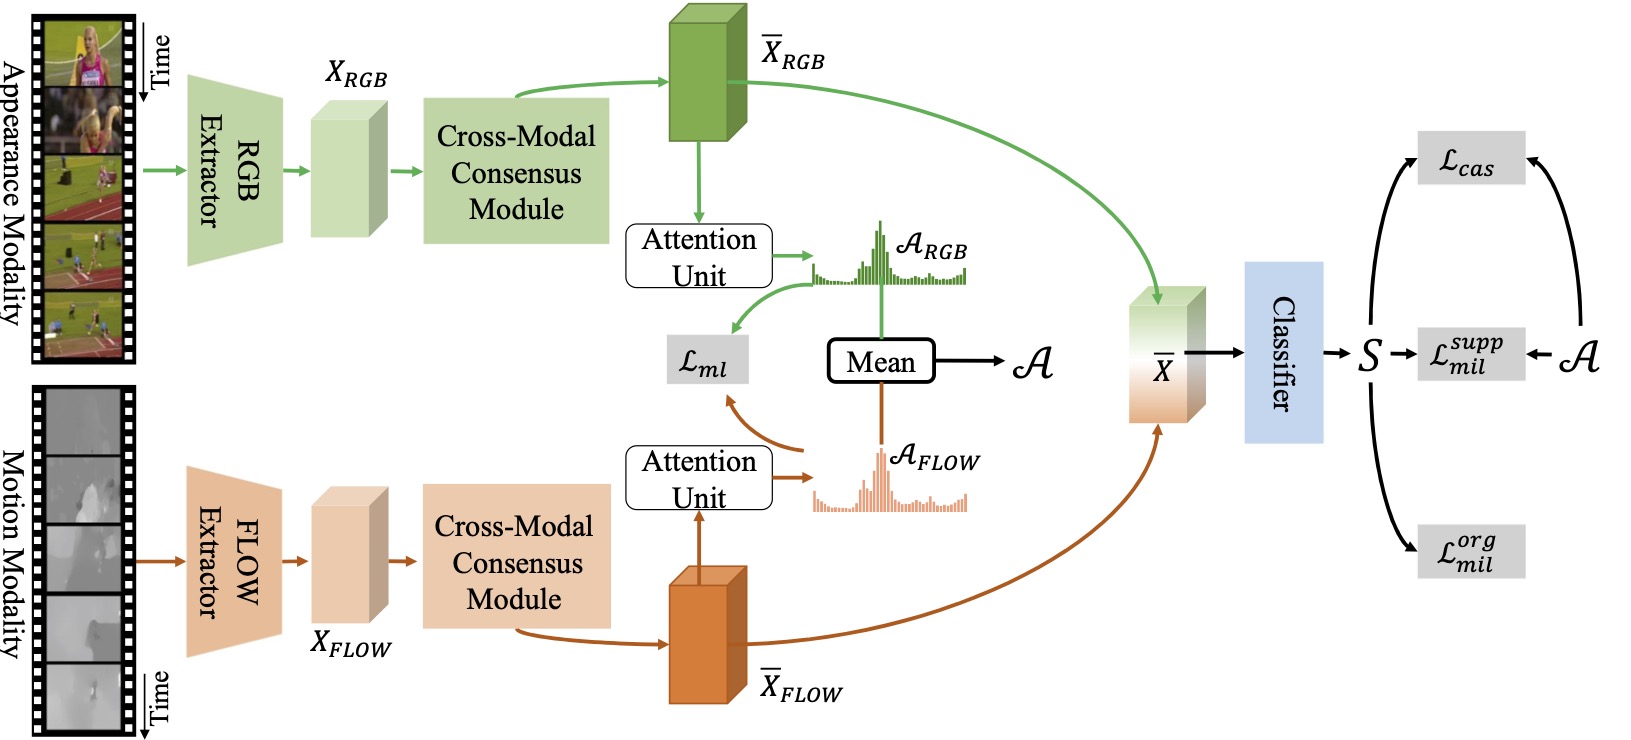 Appearance Modality
Time
RGB
Extractor
X_{RGB}
Cross-Modal
Consensus
Module
\overline{X}_{RGB}
Attention
Unit
\mathcal{A}_{RGB}
\mathcal{L}_{ml}
Mean
\mathcal{A}
Motion Modality
Time
FLOW
Extractor
X_{FLOW}
Cross-Modal
Consensus
Module
\overline{X}_{FLOW}
Attention
Unit
\mathcal{A}_{FLOW}
\overline{X}
Classifier
S
\mathcal{L}_{cas}
\mathcal{L}_{mil}^{supp}
\mathcal{A}
\mathcal{L}_{mil}^{org}